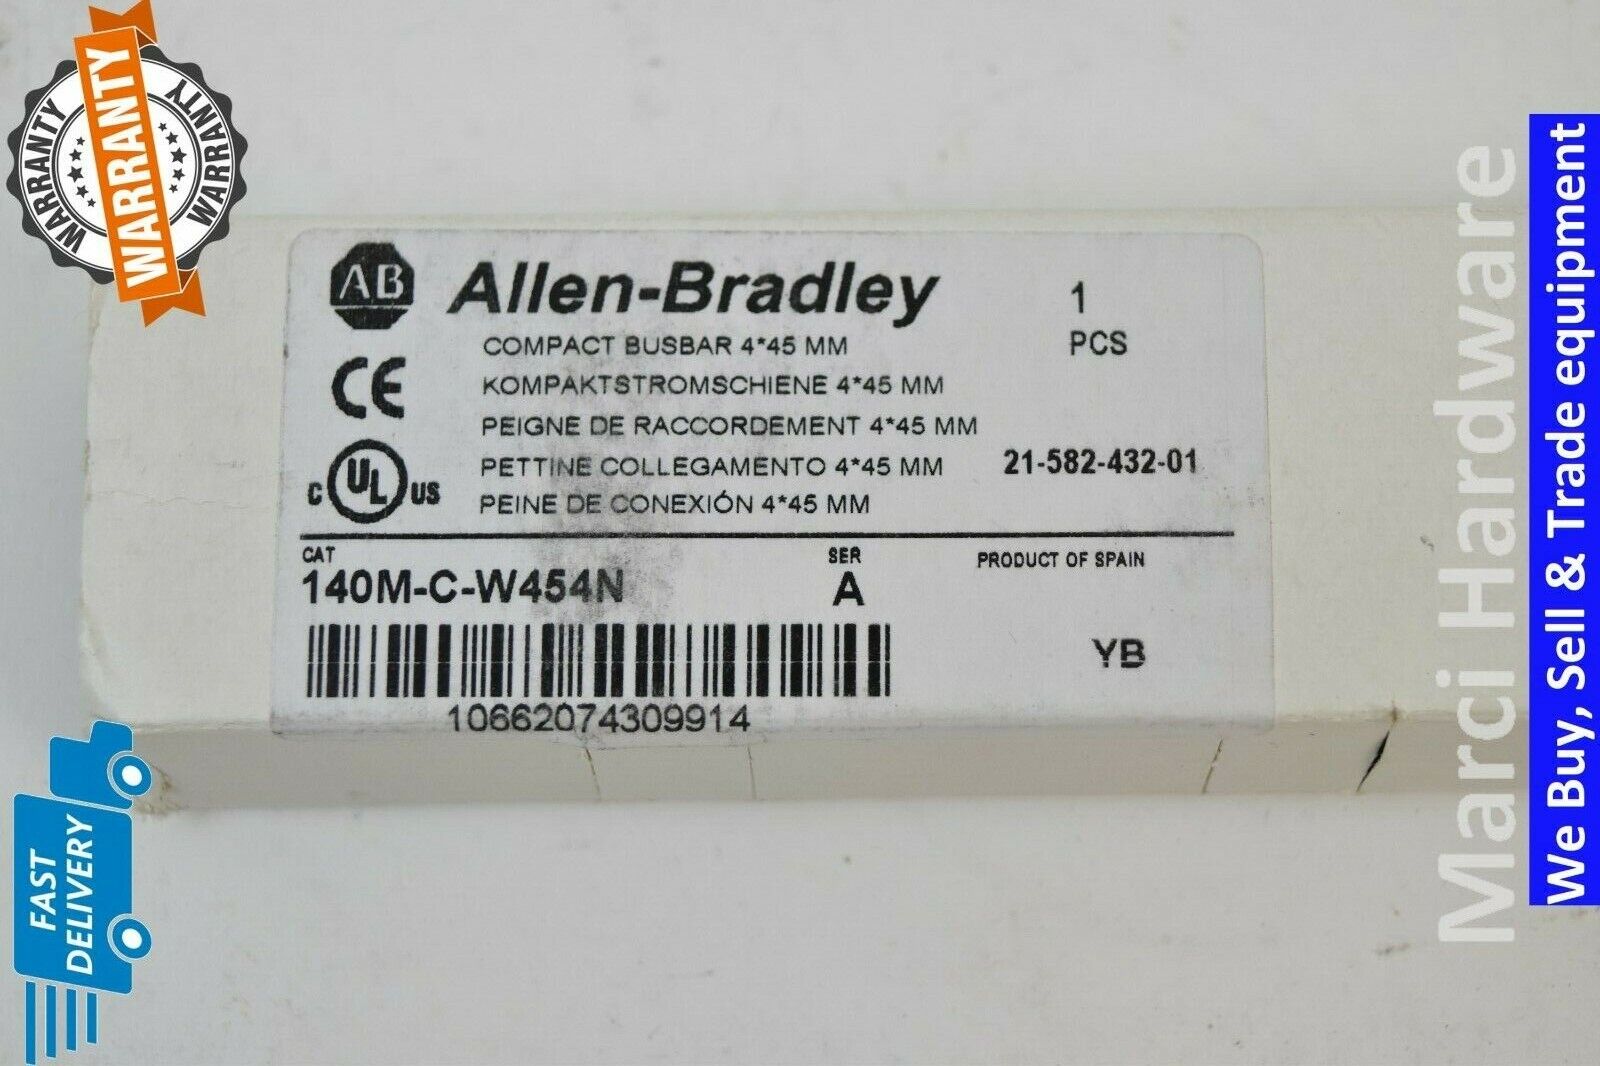 WARRANTY
WARRANTY
WARRANTY
WARRANTY
WARRANTY
AB Allen-Bradley
1
PCS
COMPACT BUSBAR 4*45 MM
KOMPAKTSTROMSCHIENE 4*45 MM
PEIGNE DE RACCORDEMENT 4*45 MM
PETTINE COLLEGAMENTO 4*45 MM
21-582-432-01
PEINE DE CONEXIÓN 4*45 MM
CE
C UL US
CAT
140M-C-W454N
SER
A
PRODUCT OF SPAIN
YB
10662074309914
FAST
DELIVERY
Marci Hardware
We Buy, Sell & Trade equipment